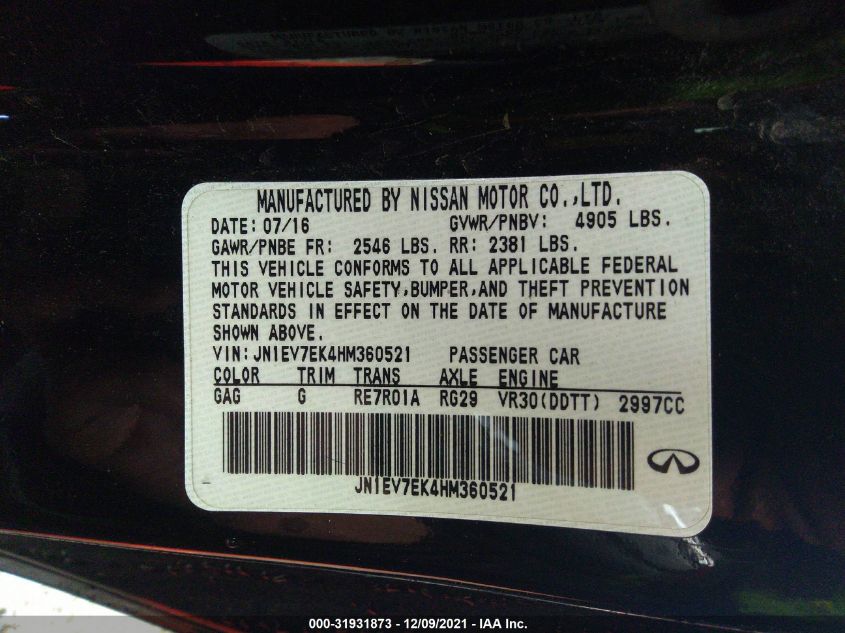 MANUFACTURED BY NISSAN MOTOR CO.,LTD.
DATE: 07/16 GVWR/PNBV: 4905 LBS.
GAWR/PNBE FR: 2546 LBS. RR: 2381 LBS.
THIS VEHICLE CONFORMS TO ALL APPLICABLE FEDERAL
MOTOR VEHICLE SAFETY,BUMPER,AND THEFT PREVENTION
STANDARDS IN EFFECT ON THE DATE OF MANUFACTURE
SHOWN ABOVE.
VIN:JN1EV7EK4HM360521 PASSENGER CAR
COLOR TRIM TRANS AXLE ENGINE
GAG G RE7R01A RG29 VR30(DDTT) 2997CC
JN1EV7EK4HM360521
000-31931873 - 12/09/2021 - IAA Inc.